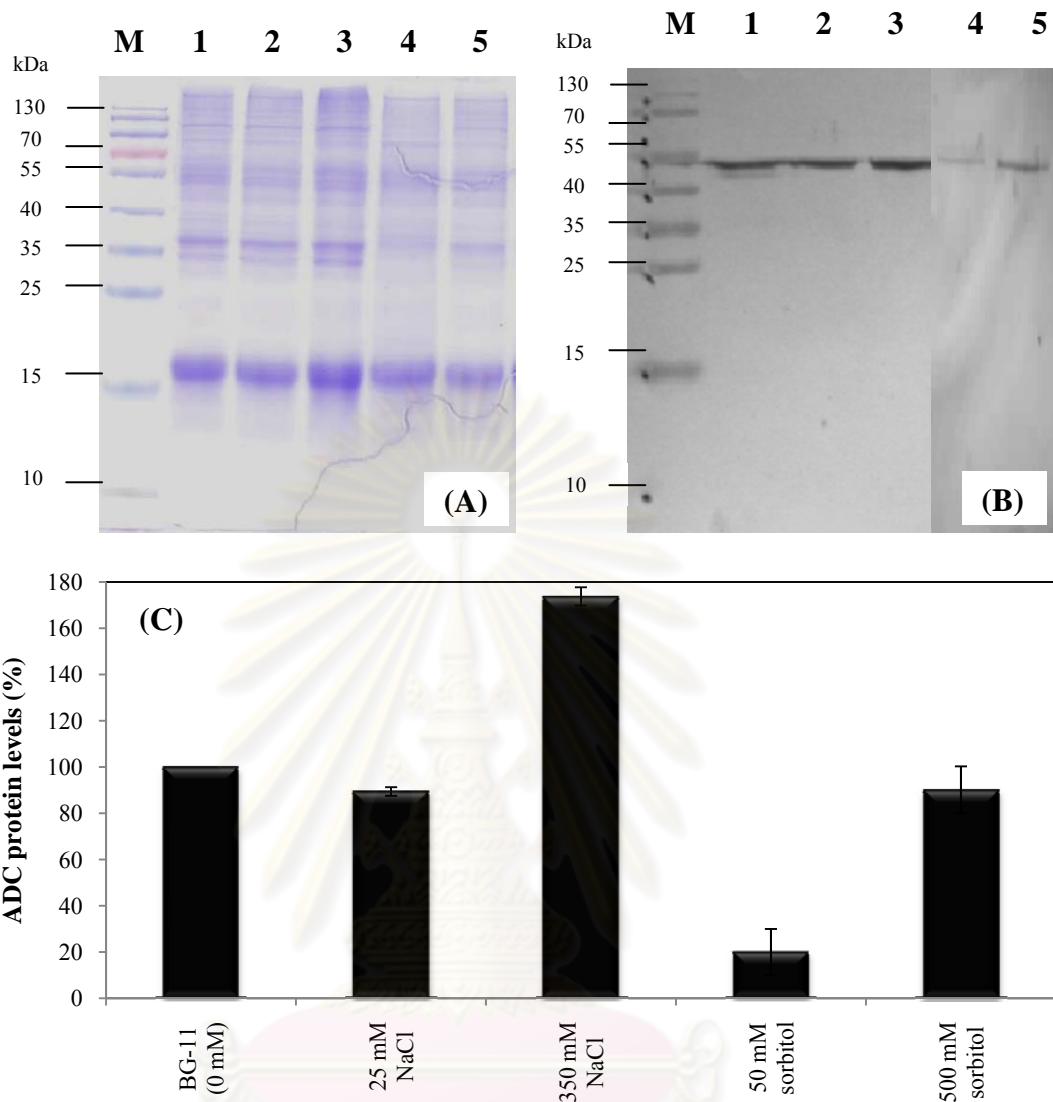 M 1 2 3 4 5
kDa
130
70
55
40
35
25
15
10
(A)
M 1 2 3 4 5
kDa
130
70
55
40
35
25
15
10
(B)
(C)
ADC protein levels (%)
180
160
140
120
100
80
60
40
20
0
BG-11
(0 mM)
25 mM
NaCl
350 mM
NaCl
50 mM
sorbitol
500 mM
sorbitol